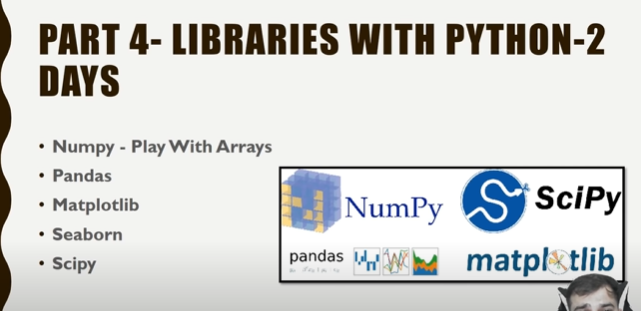 PART 4- LIBRARIES WITH PYTHON-2
DAYS
• Numpy - Play With Arrays
• Pandas
• Matplotlib
• Seaborn
• Scipy
NumPy
SciPy
pandas
matplotlib